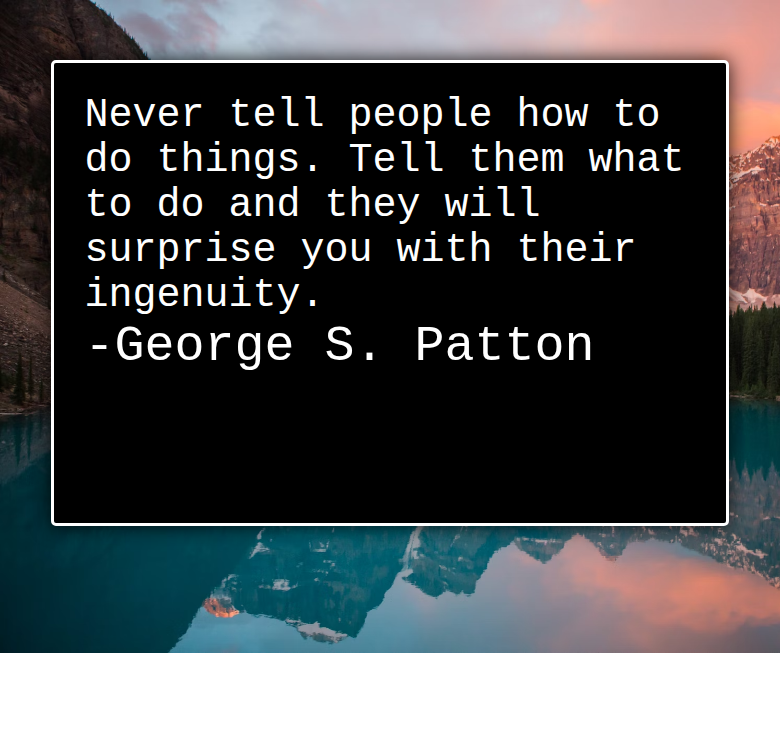 Never tell people how to
do things. Tell them what
to do and they will
surprise you with their
ingenuity.
-George S. Patton